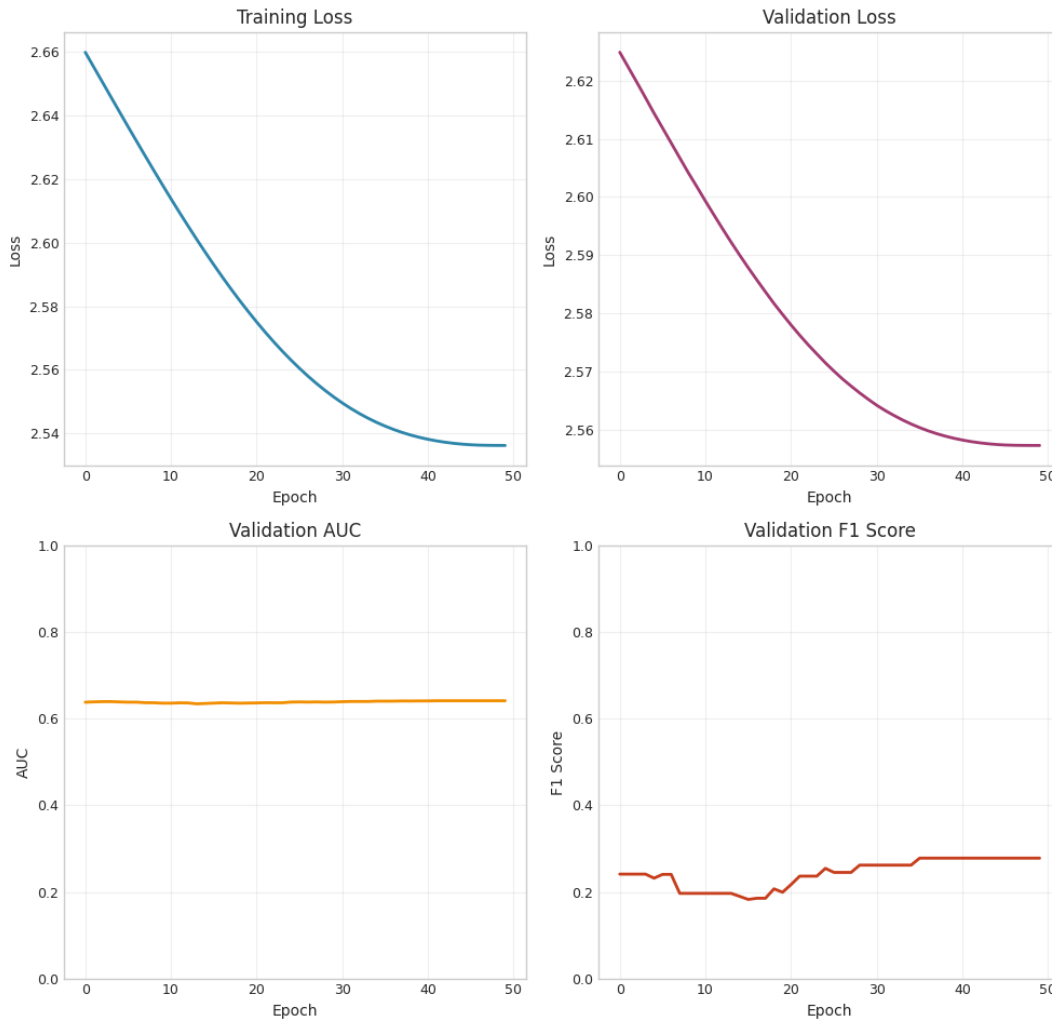 Training Loss
Validation Loss
2.66
2.64
2.62
2.60
2.58
2.56
2.54
Loss
0 10 20 30 40 50
Epoch
2.62
2.61
2.60
2.59
2.58
2.57
2.56
Loss
0 10 20 30 40 50
Epoch
Validation AUC
Validation F1 Score
1.0
0.8
0.6
0.4
0.2
0.0
AUC
0 10 20 30 40 50
Epoch
1.0
0.8
0.6
0.4
0.2
0.0
F1 Score
0 10 20 30 40 50
Epoch